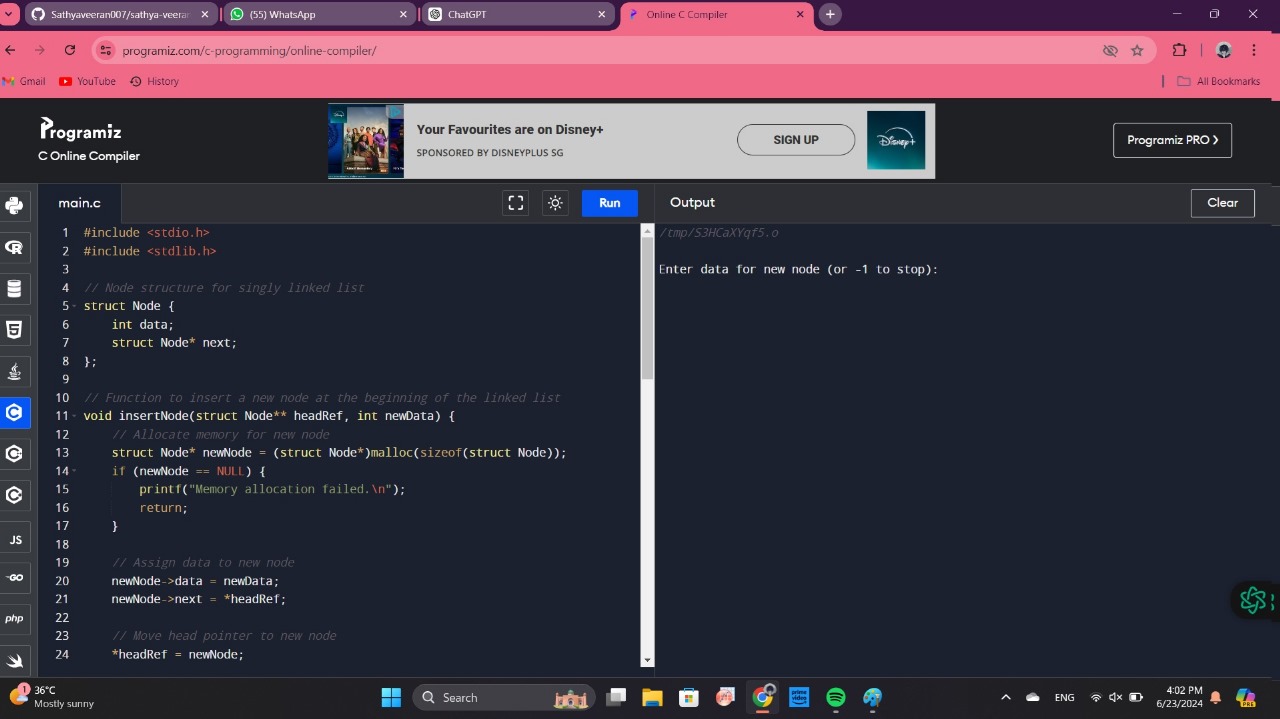 Sathyaveeran007/sathya-veeran
(55) WhatsApp
ChatGPT
Online C Compiler
programiz.com/c-programming/online-compiler/
Gmail
YouTube
History
All Bookmarks
Programiz
C Online Compiler
Your Favourites are on Disney+
SPONSORED BY DISNEYPLUS SG
SIGN UP
Disney+
Programiz PRO
main.c
Run
Output
Clear
1 #include <stdio.h>
2 #include <stdlib.h>
3
4 // Node structure for singly linked list
5 struct Node {
6     int data;
7     struct Node* next;
8 };
9
10 // Function to insert a new node at the beginning of the linked list
11 void insertNode(struct Node** headRef, int newData) {
12     // Allocate memory for new node
13     struct Node* newNode = (struct Node*)malloc(sizeof(struct Node));
14     if (newNode == NULL) {
15         printf("Memory allocation failed.\n");
16         return;
17     }
18
19     // Assign data to new node
20     newNode->data = newData;
21     newNode->next = *headRef;
22
23     // Move head pointer to new node
24     *headRef = newNode;
/tmp/S3HCaXYqf5.o
Enter data for new node (or -1 to stop):
JS
GO
php
1
36°C
Mostly sunny
Search
prime video
ENG
4:02 PM
6/23/2024
PRE